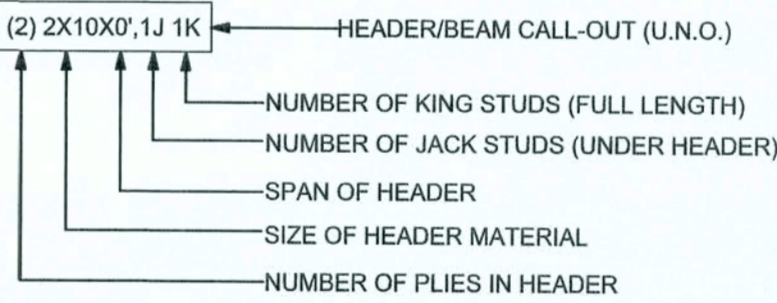 (2) 2X10X0',1J 1K HEADER/BEAM CALL-OUT (U.N.O.)
NUMBER OF KING STUDS (FULL LENGTH)
NUMBER OF JACK STUDS (UNDER HEADER)
SPAN OF HEADER
SIZE OF HEADER MATERIAL
NUMBER OF PLIES IN HEADER